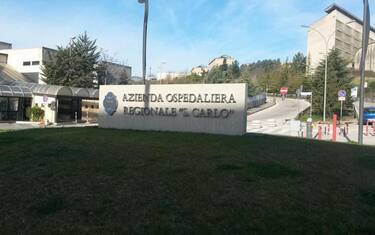 AZIENDA OSPEDALIERA
REGIONALE "S. CARLO"